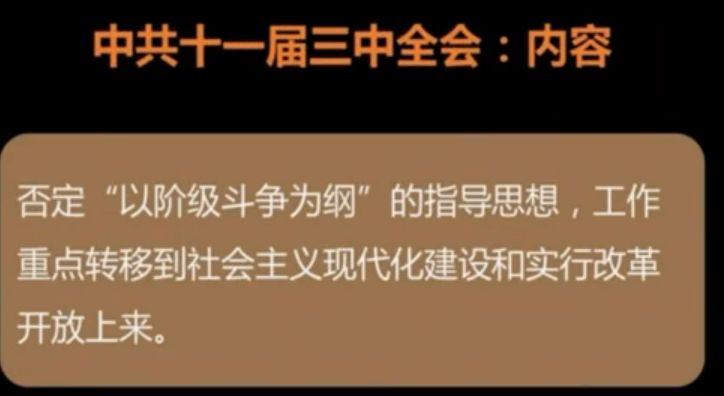 中共十一届三中全会：内容
否定“以阶级斗争为纲”的指导思想，工作
重点转移到社会主义现代化建设和实行改革
开放上来。